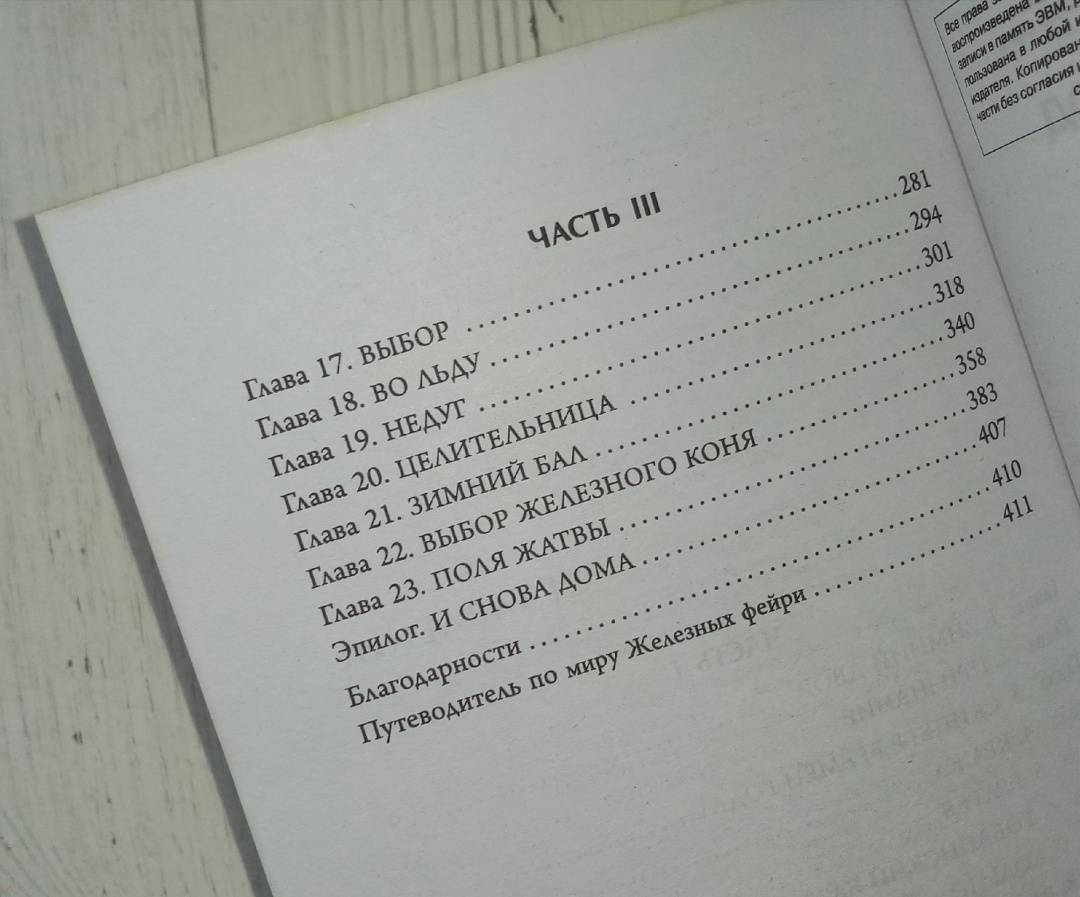 ЧАСТЬ III
Глава 17. ВЫБОР ........ 281
Глава 18. ВО ЛЬДУ ........ 294
Глава 19. НЕДУГ ........ 301
Глава 20. ЦЕЛИТЕЛЬНИЦА ........ 318
Глава 21. ЗИМНИЙ БАЛ ........ 340
Глава 22. ВЫБОР ЖЕЛЕЗНОГО КОНЯ ........ 358
Глава 23. ПОЛЯ ЖАТВЫ ........ 383
Эпилог. И СНОВА ДОМА ........ 407
Благодарности ........ 410
Путеводитель по миру Железных фейри ........ 411
Все права
воспроизведена
записи в память ЭВМ,
пользована в любой
издателя.
части без согласия